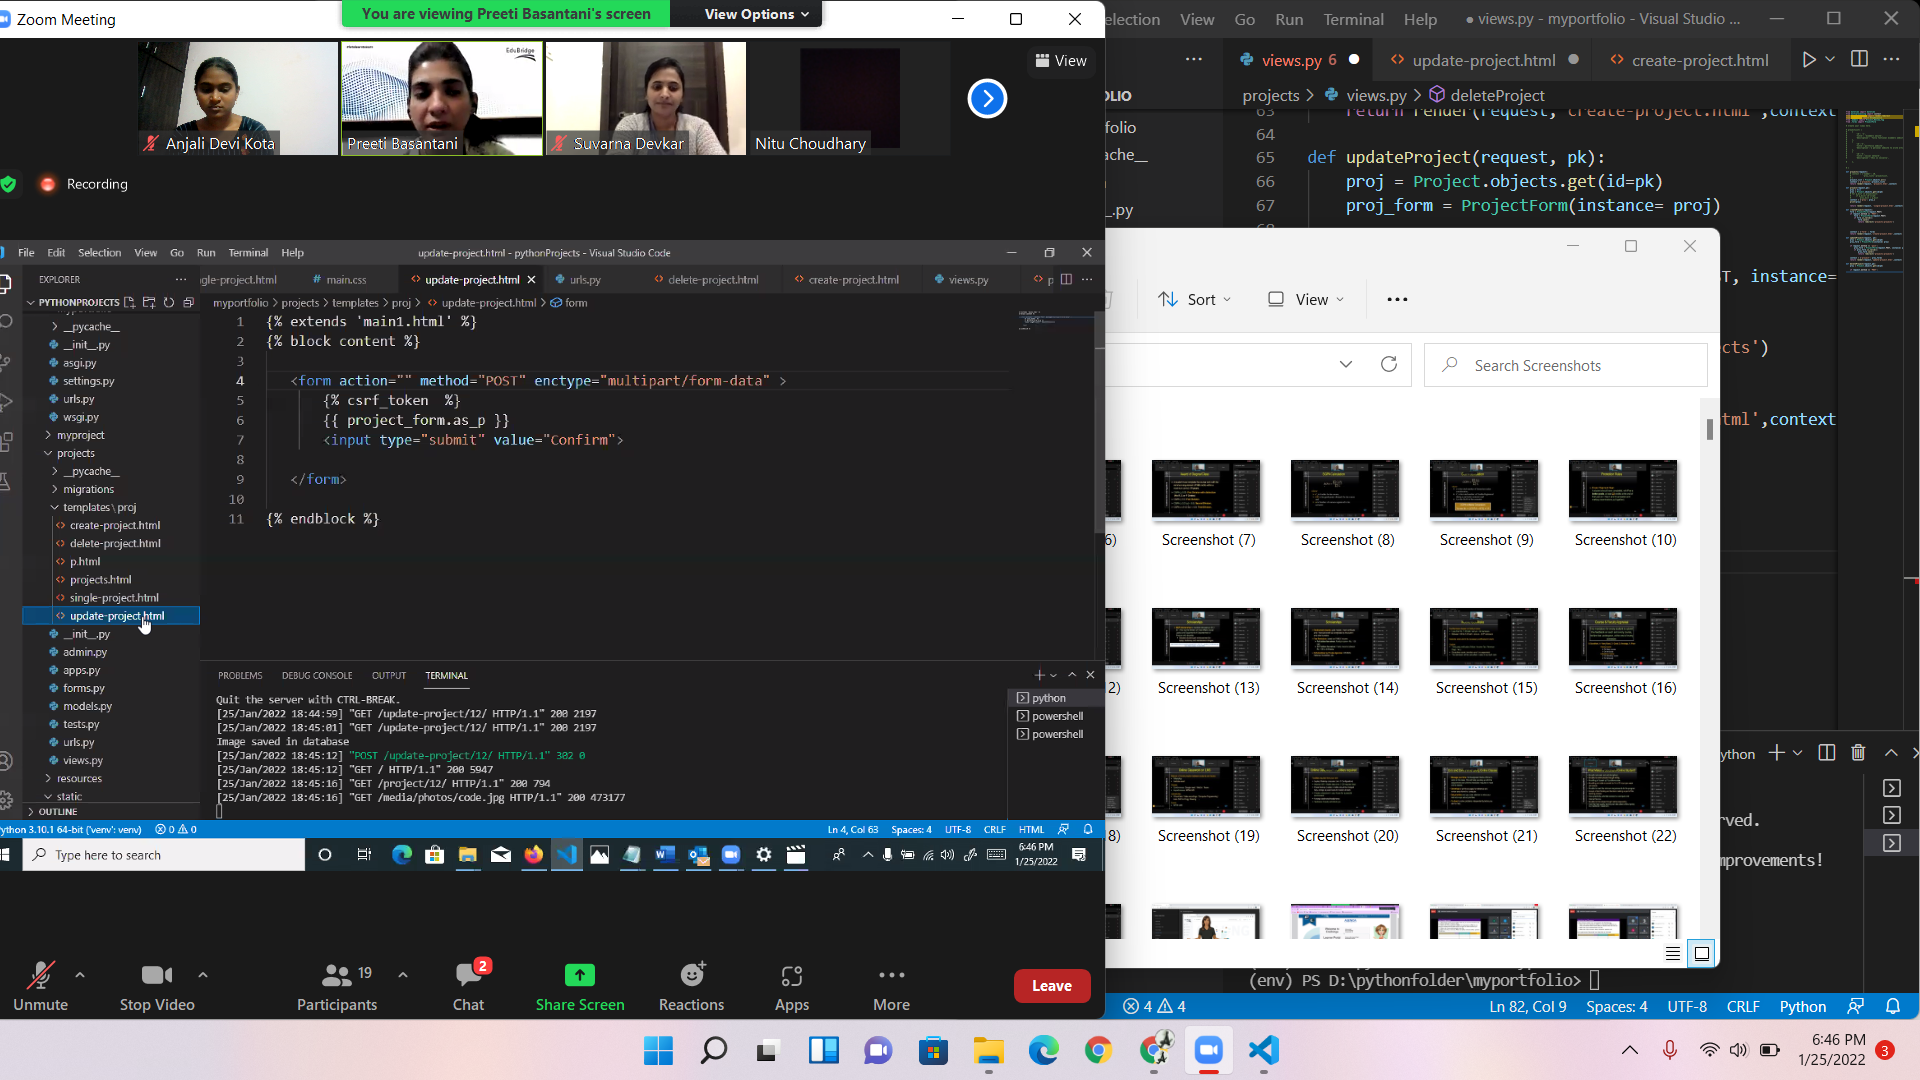 Zoom Meeting
You are viewing Preeti Basantani's screen
View Options
View
EduBridge
Anjali Devi Kota
Preeti Basantani
Suvarna Devkar
Nitu Choudhary
Recording
File Edit Selection View Go Run Terminal Help
update-project.html - pythonProjects - Visual Studio Code
EXPLORER
gle-project.html
# main.css
update-project.html
urls.py
delete-project.html
create-project.html
views.py
PYTHONPROJECTS
myportfolio > projects > templates > proj > update-project.html > form
__pycache__
__init__.py
asgi.py
settings.py
urls.py
wsgi.py
myproject
projects
__pycache__
migrations
templates\proj
create-project.html
delete-project.html
p.html
projects.html
single-project.html
update-project.html
__init__.py
admin.py
apps.py
forms.py
models.py
tests.py
urls.py
views.py
resources
static
OUTLINE
1 {% extends 'main1.html' %}
2 {% block content %}
3
4 <form action="" method="POST" enctype="multipart/form-data" >
5 {% csrf_token  %}
6 {{ project_form.as_p }}
7 <input type="submit" value="Confirm">
8
9 </form>
10
11 {% endblock %}
PROBLEMS DEBUG CONSOLE OUTPUT TERMINAL
Quit the server with CTRL-BREAK.
[25/Jan/2022 18:44:59] "GET /update-project/12/ HTTP/1.1" 200 2197
[25/Jan/2022 18:45:01] "GET /update-project/12/ HTTP/1.1" 200 2197
Image saved in database
[25/Jan/2022 18:45:12] "POST /update-project/12/ HTTP/1.1" 302 0
[25/Jan/2022 18:45:12] "GET / HTTP/1.1" 200 5947
[25/Jan/2022 18:45:16] "GET /project/12/ HTTP/1.1" 200 794
[25/Jan/2022 18:45:16] "GET /media/photos/code.jpg HTTP/1.1" 200 473177
python
powershell
powershell
ython 3.10.1 64-bit ('venv': venv) 0 0
Ln 4, Col 63 Spaces: 4 UTF-8 CRLF HTML
Type here to search
6:46 PM
1/25/2022
Unmute
Stop Video
19
Participants
2
Chat
Share Screen
Reactions
Apps
More
Leave
election View Go Run Terminal Help
● views.py - myportfolio - Visual Studio ...
views.py 6
update-project.html
create-project.html
OLIO
projects > views.py > deleteProject
folio
ache__
_.py
63 return render(request, 'create-project.html',context
64
65 def updateProject(request, pk):
66 proj = Project.objects.get(id=pk)
67 proj_form = ProjectForm(instance= proj)
T, instance=
cts')
tml',context
Sort
View
Search Screenshots
6)
Screenshot (7)
Screenshot (8)
Screenshot (9)
Screenshot (10)
2)
Screenshot (13)
Screenshot (14)
Screenshot (15)
Screenshot (16)
8)
Screenshot (19)
Screenshot (20)
Screenshot (21)
Screenshot (22)
ython
rved.
mprovements!
(env) PS D:\pythonfolder\myportfolio>
4 4
Ln 82, Col 9 Spaces: 4 UTF-8 CRLF Python
6:46 PM
1/25/2022
3